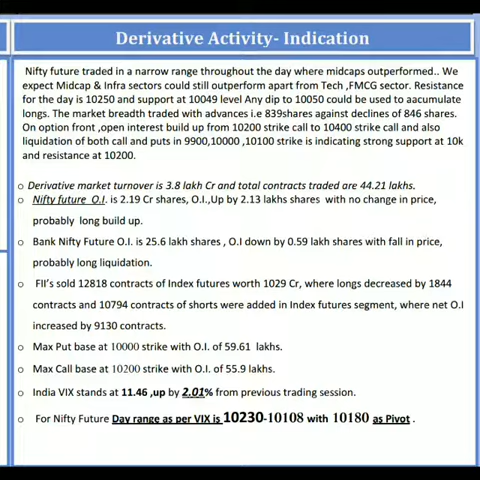 Derivative Activity- Indication
Nifty future traded in a narrow range throughout the day where midcaps outperformed.. We
expect Midcap & Infra sectors could still outperform apart from Tech ,FMCG sector. Resistance
for the day is 10250 and support at 10049 level Any dip to 10050 could be used to aacumulate
longs. The market breadth traded with advances i.e 839shares against declines of 846 shares.
On option front ,open interest build up from 10200 strike call to 10400 strike call and also
liquidation of both call and puts in 9900,10000 ,10100 strike is indicating strong support at 10k
and resistance at 10200.
o Derivative market turnover is 3.8 lakh Cr and total contracts traded are 44.21 lakhs.
o Nifty future O.I. is 2.19 Cr shares, O.I.,Up by 2.13 lakh shares with no change in price,
probably long build up.
o Bank Nifty Future O.I. is 25.6 lakh shares , O.I down by 0.59 lakh shares with fall in price,
probably long liquidation.
o FII's sold 12818 contracts of Index futures worth 1029 Cr, where longs decreased by 1844
contracts and 10794 contracts of shorts were added in Index futures segment, where net O.I
increased by 9130 contracts.
o Max Put base at 10000 strike with O.I. of 59.61 lakhs.
o Max Call base at 10200 strike with O.I. of 55.9 lakhs.
o India VIX stands at 11.46 ,up by 2.01% from previous trading session.
o For Nifty Future Day range as per VIX is 10230-10108 with 10180 as Pivot .